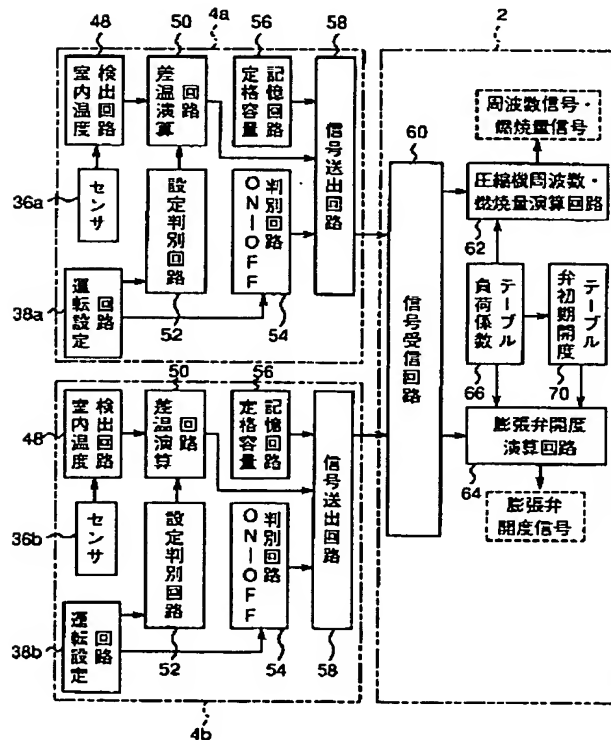 48
50
4a
56
58
2
室内温度
検出回路
差温演算
回路
定格容量
記憶回路
信号送出回路
36a
センサ
設定判別回路
ON-OFF
判別回路
38a
運転設定
回路
52
54
60
信号受信回路
周波数信号・
燃焼量信号
圧縮機周波数・
燃焼量演算回路
62
負荷係数
テーブル
弁初期開度
テーブル
66
70
膨張弁開度
演算回路
64
膨張弁
開度信号
50
56
48
室内温度
検出回路
差温演算
回路
定格容量
記憶回路
信号送出回路
36b
センサ
設定判別回路
ON-OFF
判別回路
38b
運転設定
回路
52
54
58
4b